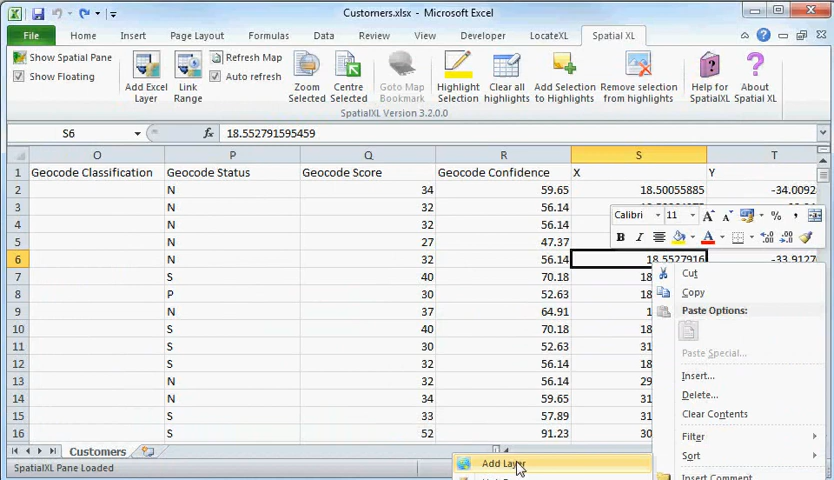 Customers.xlsx - Microsoft Excel
File Home Insert Page Layout Formulas Data Review View Developer LocateXL Spatial XL
Show Spatial Pane
Show Floating
Add Excel Layer
Link Range
Refresh Map
Auto refresh
Zoom Selected
Centre Selected
Goto Map Bookmark
Highlight Selection
Clear all highlights
Add Selection to Highlights
Remove selection from highlights
Help for SpatialXL
About Spatial XL
SpatialXL Version 3.2.0.0
S6 fx 18.552791595459
O P Q R S T
1 Geocode Classification Geocode Status Geocode Score Geocode Confidence X Y
2 N 34 59.65 18.50055885 -34.0092
3 N 32 56.14
4 N 32 56.14
5 N 27 47.37
6 N 32 56.14 18.5527916 -33.9127
7 S 40 70.18 18
8 P 30 52.63 18
9 N 37 64.91 1
10 S 40 70.18 18
11 S 30 52.63 31
12 S 32 56.14 18
13 N 32 56.14 29
14 N 34 59.65 31
15 S 33 57.89 31
16 S 52 91.23 30
Calibri 11 A A % ,
B I A
Cut
Copy
Paste Options:
Paste Special...
Insert...
Delete...
Clear Contents
Filter
Sort
Insert Comment
Customers
Add Layer
SpatialXL Pane Loaded